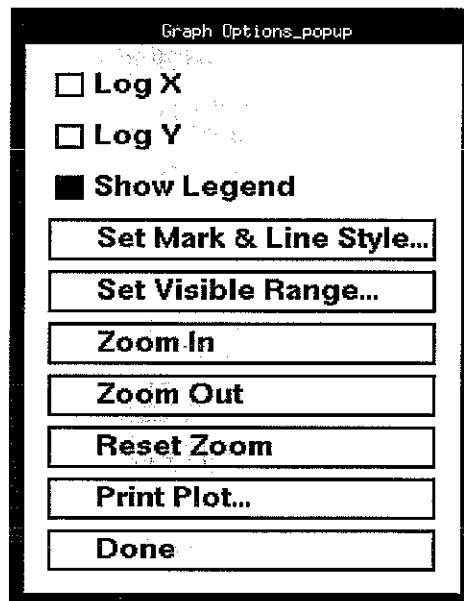 Graph Options_popup
Log X
Log Y
Show Legend
Set Mark & Line Style...
Set Visible Range...
Zoom In
Zoom Out
Reset Zoom
Print Plot...
Done